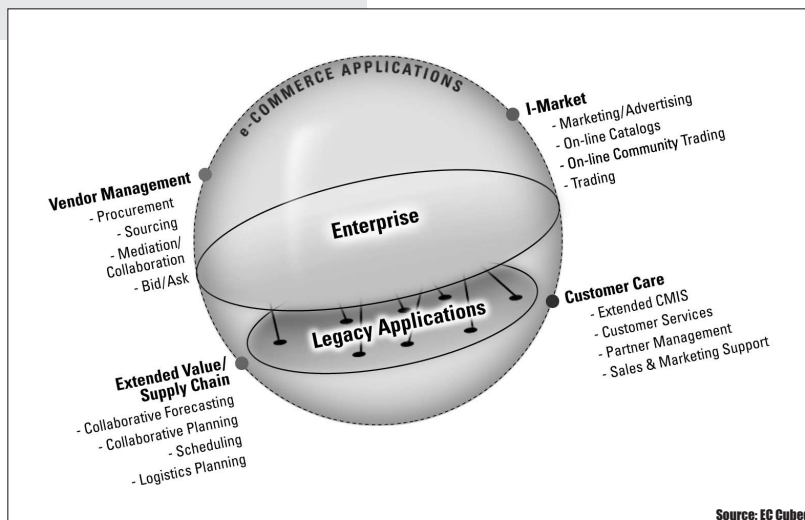 e-COMMERCE APPLICATIONS
I-Market
- Marketing/Advertising
- On-line Catalogs
- On-line Community Trading
- Trading
Vendor Management
- Procurement
- Sourcing
- Mediation/
Collaboration
- Bid/Ask
Enterprise
Legacy Applications
Customer Care
- Extended CMIS
- Customer Services
- Partner Management
- Sales & Marketing Support
Extended Value/
Supply Chain
- Collaborative Forecasting
- Collaborative Planning
- Scheduling
- Logistics Planning
Source: EC Cubed